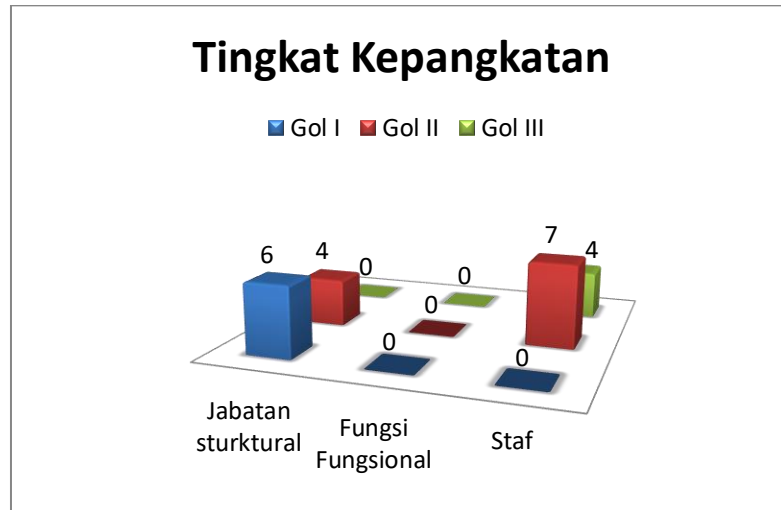 Tingkat Kepangkatan
Gol I Gol II Gol III
6 4 0 0 7 4
0
0 0
Jabatan
sturktural
Fungsi
Fungsional
Staf